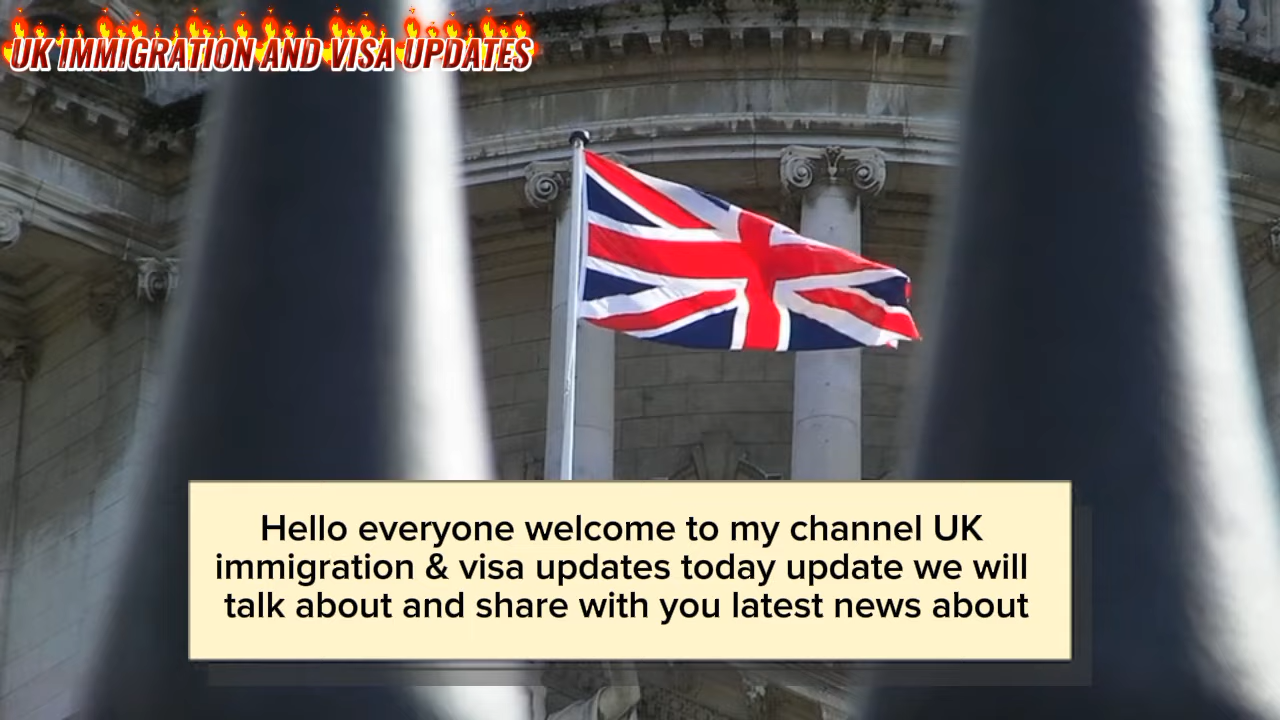 UK IMMIGRATION AND VISA UPDATES
Hello everyone welcome to my channel UK
immigration & visa updates today update we will
talk about and share with you latest news about